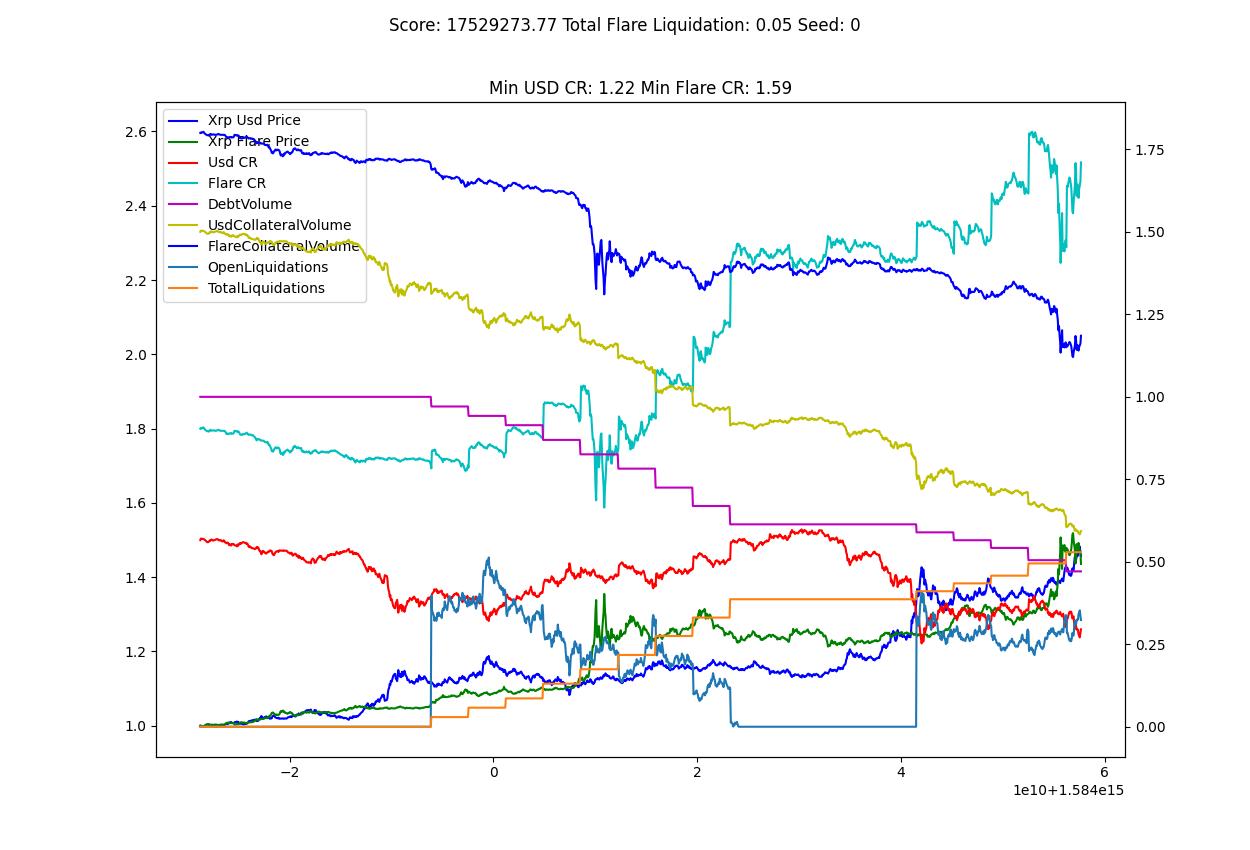 Score: 17529273.77 Total Flare Liquidation: 0.05 Seed: 0
Min USD CR: 1.22 Min Flare CR: 1.59
Xrp Usd Price
Xrp Flare Price
Usd CR
Flare CR
DebtVolume
UsdCollateralVolume
FlareCollateralVolume
OpenLiquidations
TotalLiquidations
2.6
2.4
2.2
2.0
1.8
1.6
1.4
1.2
1.0
1.75
1.50
1.25
1.00
0.75
0.50
0.25
0.00
−2 0 2 4 6
1e10+1.584e15